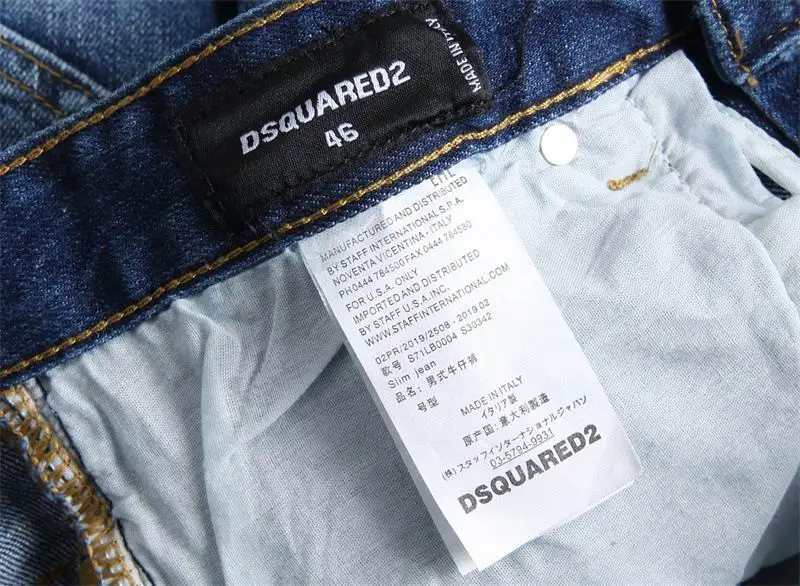 DSQUARED2
46
MADE IN ITALY
MANUFACTURED AND DISTRIBUTED
BY STAFF INTERNATIONAL S.P.A.
NOVENTA VICENTINA - ITALY
PH 0444 784500 FAX 0444 784580
FOR U.S.A. ONLY
IMPORTED AND DISTRIBUTED
BY STAFF U.S.A. INC.
WWW.STAFFINTERNATIONAL.COM
02PR/2019/2508 - 2019 02
款号 S71LB0004 S30342
Slim jean
品名: 男式牛仔裤
号型
MADE IN ITALY
イタリア製
原产国: 意大利製造
(株)スタッフインターナショナルジャパン
03-5794-9931
DSQUARED2